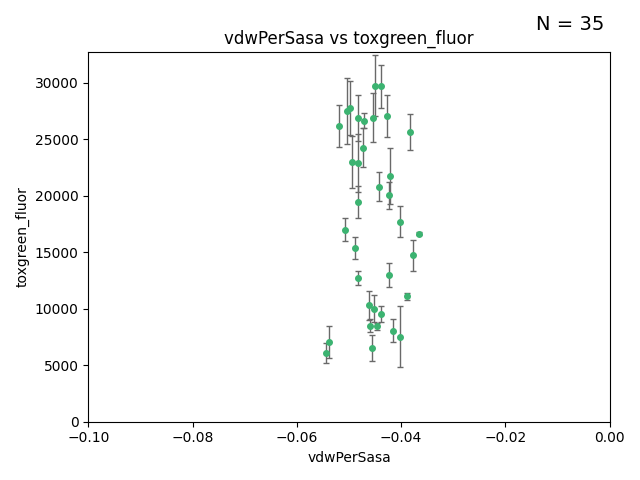 N = 35
vdwPerSasa vs toxgreen_fluor
30000
25000
20000
15000
10000
5000
0
toxgreen_fluor
−0.10 −0.08 −0.06 −0.04 −0.02 0.00
vdwPerSasa